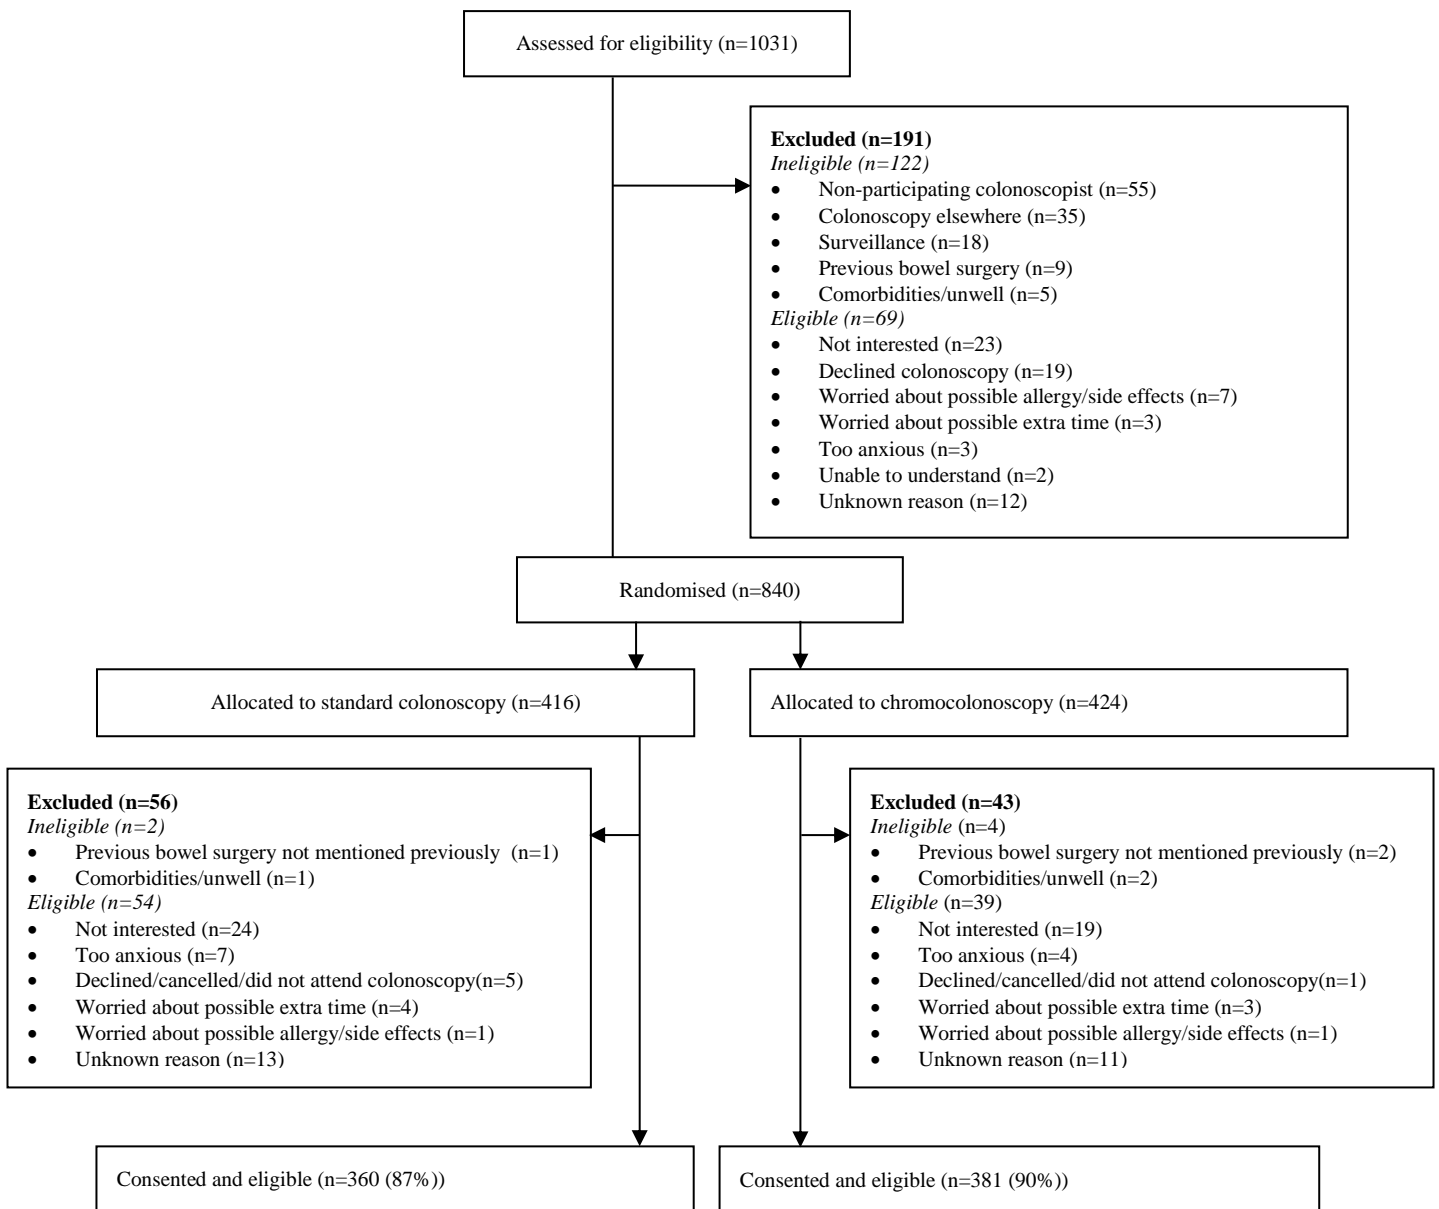 Assessed for eligibility (n=1031)
Excluded (n=191)
Ineligible (n=122)
• Non-participating colonoscopist (n=55)
• Colonoscopy elsewhere (n=35)
• Surveillance (n=18)
• Previous bowel surgery (n=9)
• Comorbidities/unwell (n=5)
Eligible (n=69)
• Not interested (n=23)
• Declined colonoscopy (n=19)
• Worried about possible allergy/side effects (n=7)
• Worried about possible extra time (n=3)
• Too anxious (n=3)
• Unable to understand (n=2)
• Unknown reason (n=12)
Randomised (n=840)
Allocated to standard colonoscopy (n=416)
Allocated to chromocolonoscopy (n=424)
Excluded (n=56)
Ineligible (n=2)
• Previous bowel surgery not mentioned previously (n=1)
• Comorbidities/unwell (n=1)
Eligible (n=54)
• Not interested (n=24)
• Too anxious (n=7)
• Declined/cancelled/did not attend colonoscopy(n=5)
• Worried about possible extra time (n=4)
• Worried about possible allergy/side effects (n=1)
• Unknown reason (n=13)
Excluded (n=43)
Ineligible (n=4)
• Previous bowel surgery not mentioned previously (n=2)
• Comorbidities/unwell (n=2)
Eligible (n=39)
• Not interested (n=19)
• Too anxious (n=4)
• Declined/cancelled/did not attend colonoscopy(n=1)
• Worried about possible extra time (n=3)
• Worried about possible allergy/side effects (n=1)
• Unknown reason (n=11)
Consented and eligible (n=360 (87%))
Consented and eligible (n=381 (90%))